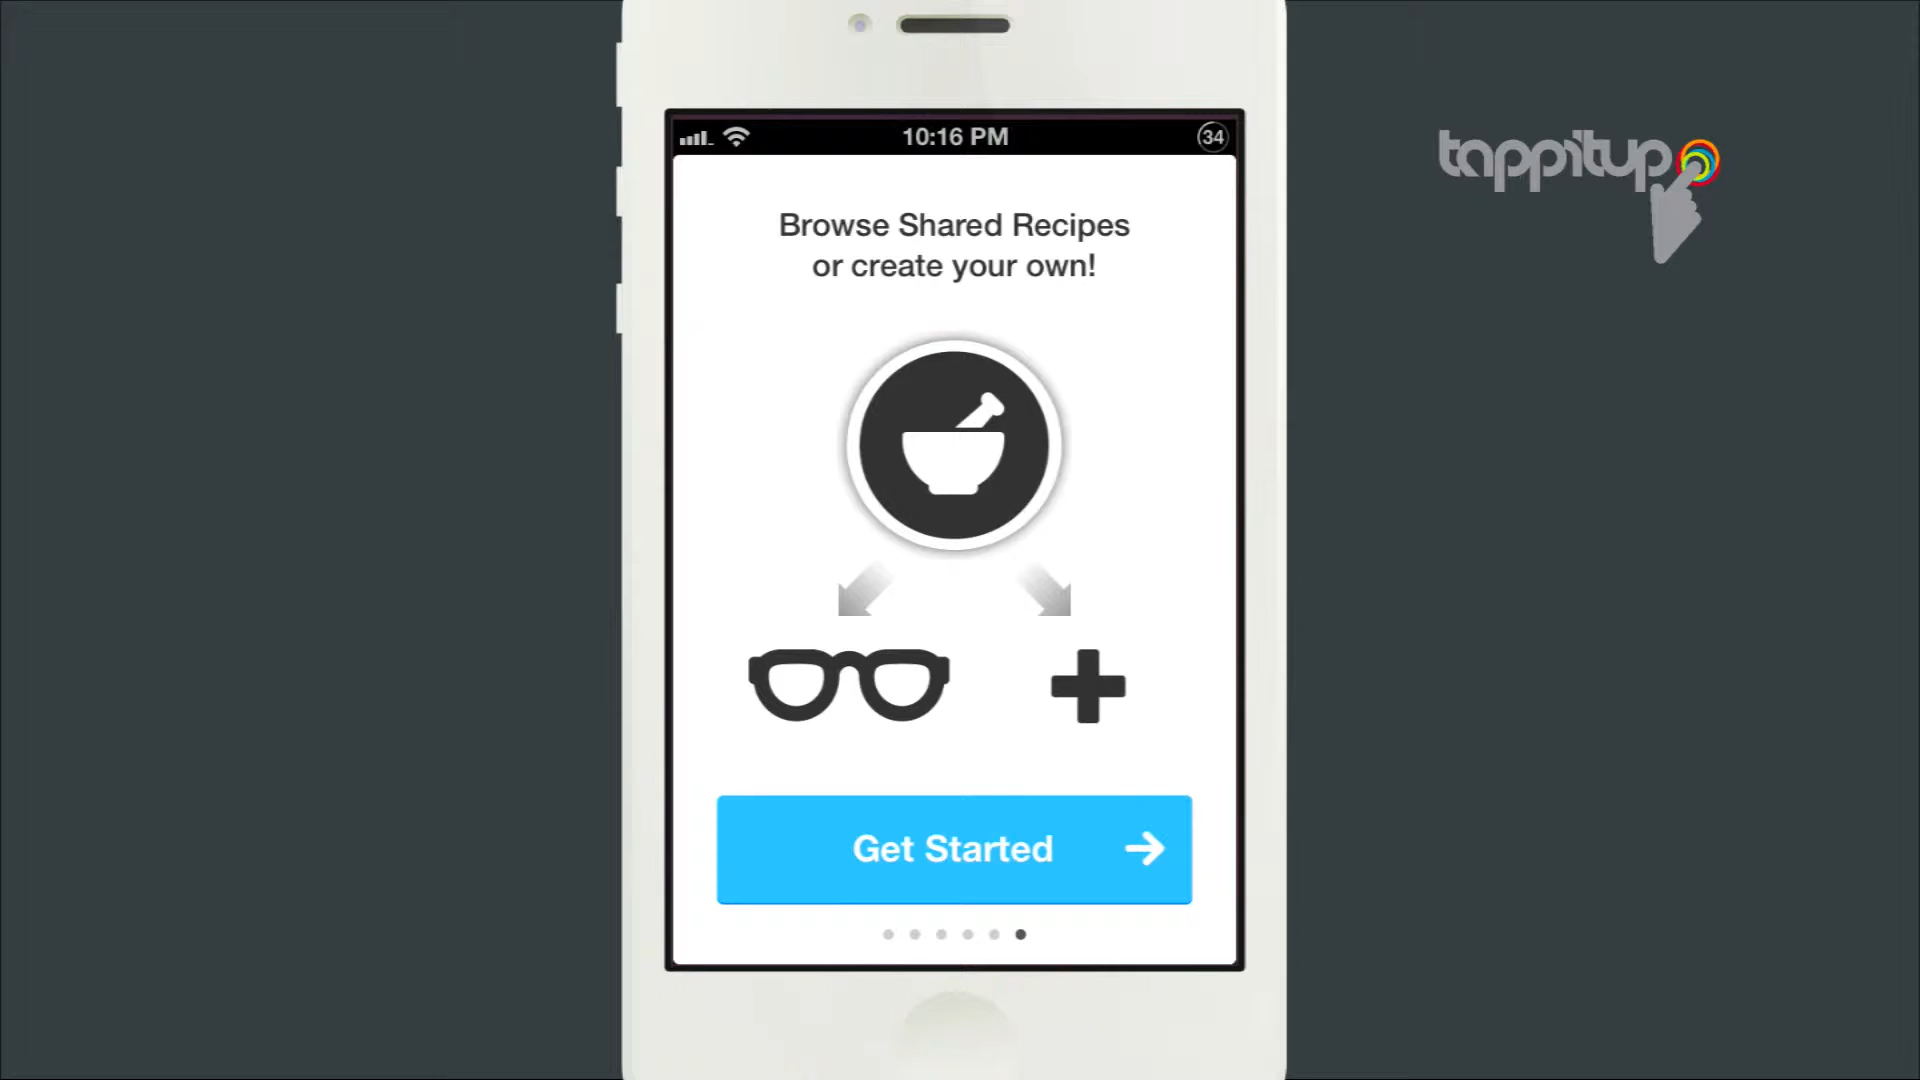 10:16 PM
34
tappitup
Browse Shared Recipes
or create your own!
Get Started